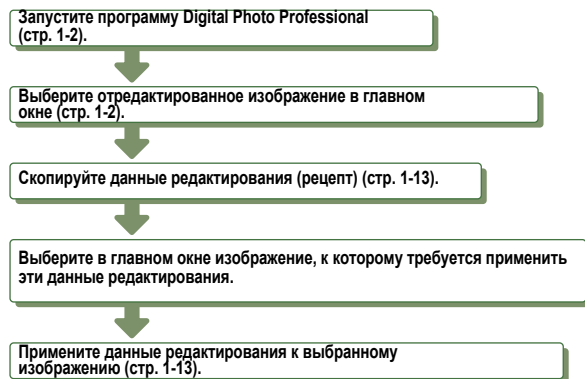 Запустите программу Digital Photo Professional
(стр. 1-2).
Выберите отредактированное изображение в главном
окне (стр. 1-2).
Скопируйте данные редактирования (рецепт) (стр. 1-13).
Выберите в главном окне изображение, к которому требуется применить
эти данные редактирования.
Примените данные редактирования к выбранному
изображению (стр. 1-13).